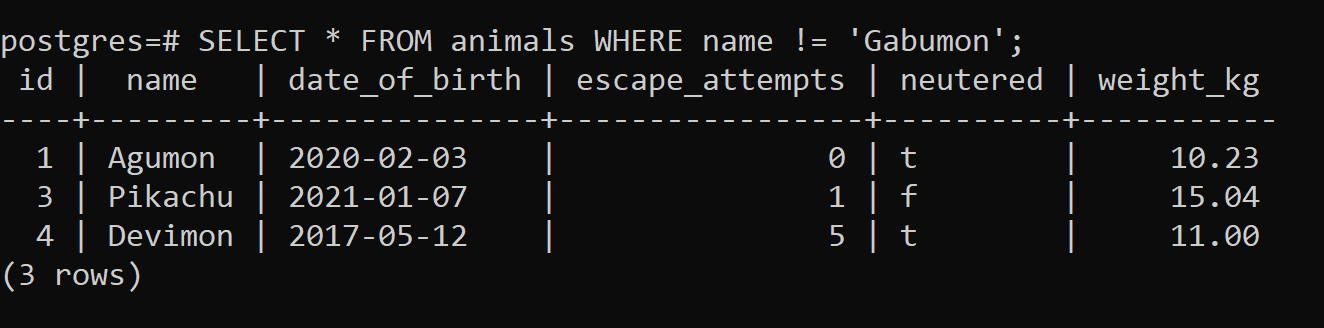 postgres=# SELECT * FROM animals WHERE name != 'Gabumon';
 id |  name   | date_of_birth | escape_attempts | neutered | weight_kg
----+---------+---------------+-----------------+----------+-----------
  1 | Agumon  | 2020-02-03    |               0 | t        |     10.23
  3 | Pikachu | 2021-01-07    |               1 | f        |     15.04
  4 | Devimon | 2017-05-12    |               5 | t        |     11.00
(3 rows)